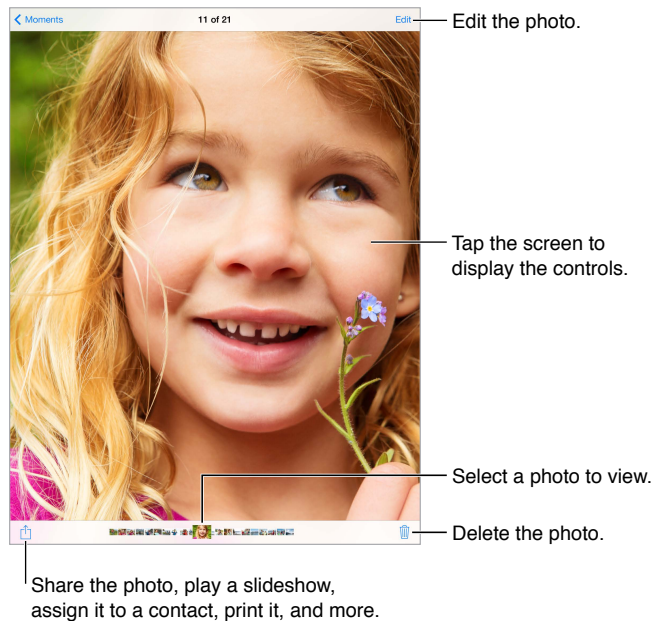 Moments
11 of 21
Edit
Edit the photo.
Tap the screen to
display the controls.
Select a photo to view.
Delete the photo.
Share the photo, play a slideshow,
assign it to a contact, print it, and more.